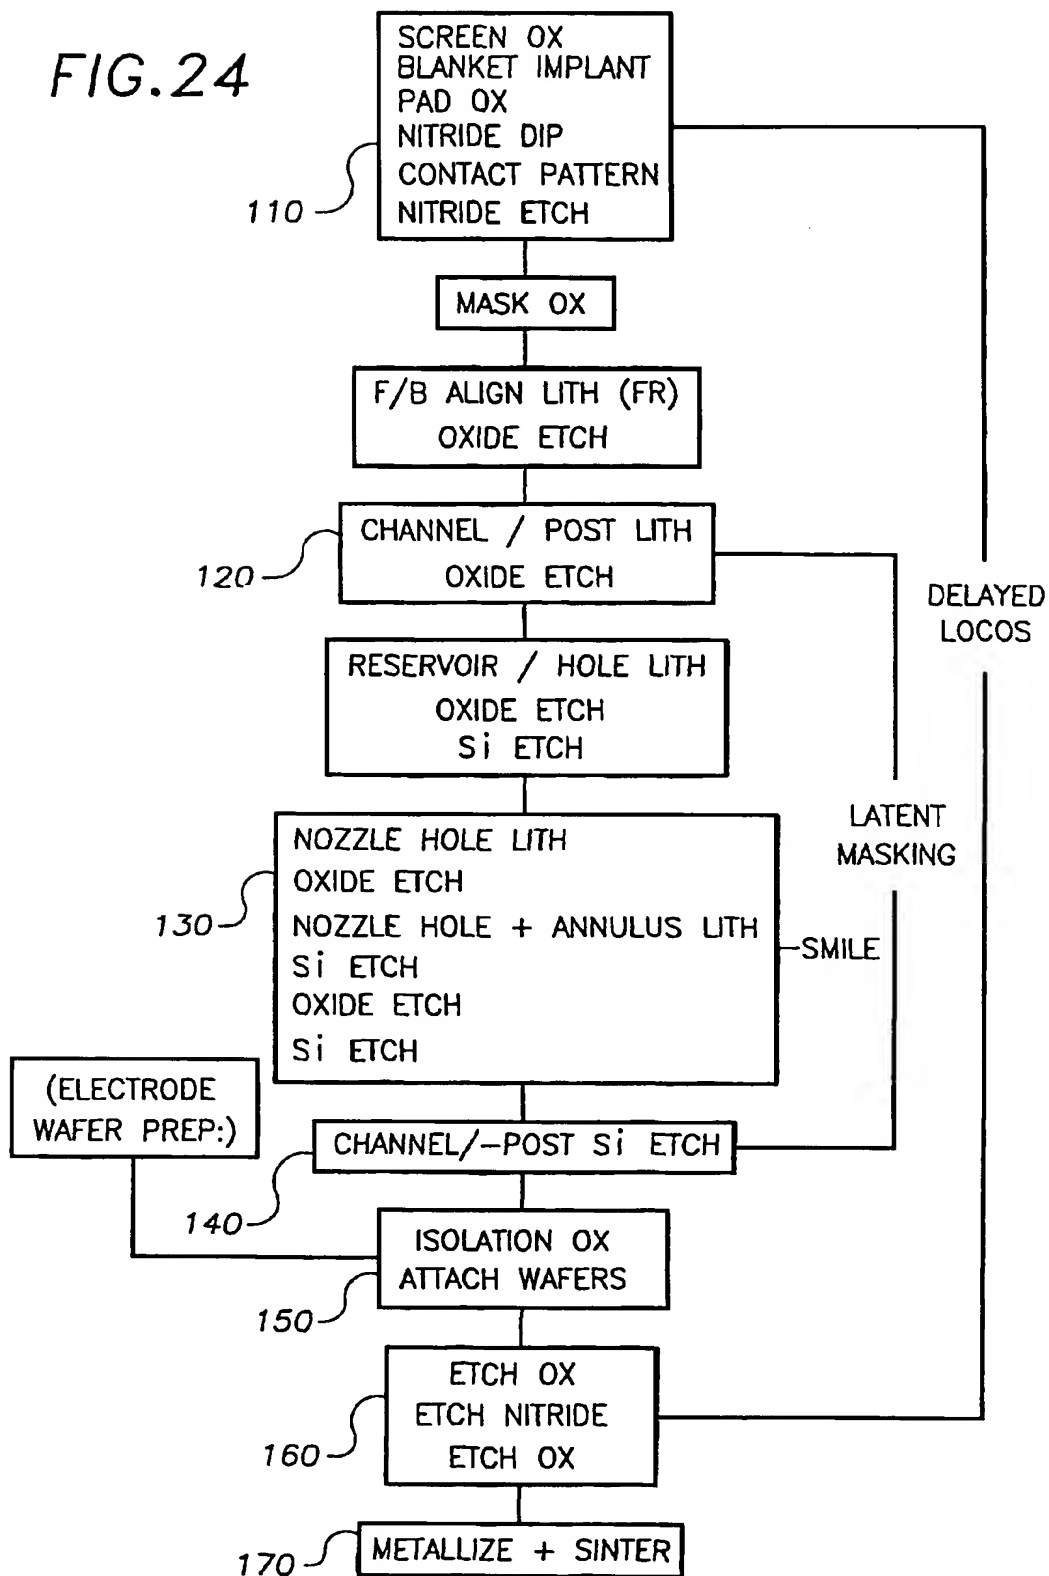 FIG.24
SCREEN OX
BLANKET IMPLANT
PAD OX
NITRIDE DIP
CONTACT PATTERN
NITRIDE ETCH
110
MASK OX
F/B ALIGN LITH (FR)
OXIDE ETCH
CHANNEL / POST LITH
OXIDE ETCH
120
DELAYED
LOCOS
RESERVOIR / HOLE LITH
OXIDE ETCH
Si ETCH
LATENT
MASKING
NOZZLE HOLE LITH
OXIDE ETCH
NOZZLE HOLE + ANNULUS LITH
Si ETCH
OXIDE ETCH
Si ETCH
130
SMILE
(ELECTRODE
WAFER PREP:)
CHANNEL/-POST Si ETCH
140
ISOLATION OX
ATTACH WAFERS
150
ETCH OX
ETCH NITRIDE
ETCH OX
160
METALLIZE + SINTER
170